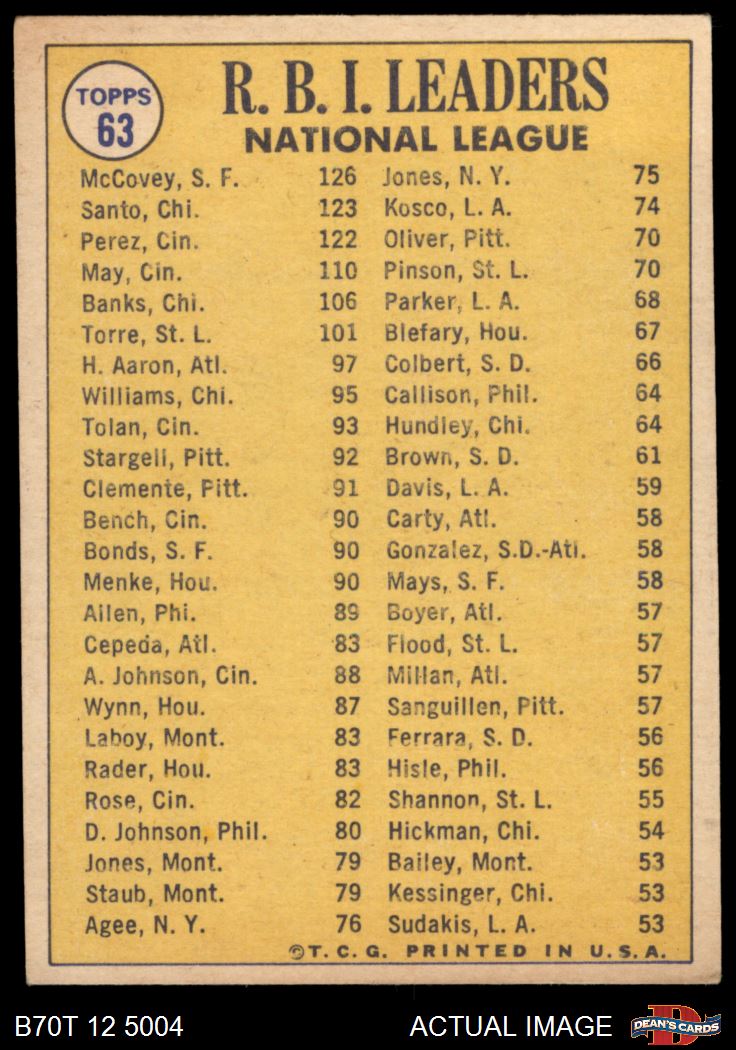 TOPPS
63
R. B. I. LEADERS
NATIONAL LEAGUE
McCovey, S. F. 126
Santo, Chi. 123
Perez, Cin. 122
May, Cin. 110
Banks, Chi. 106
Torre, St. L. 101
H. Aaron, Atl. 97
Williams, Chi. 95
Tolan, Cin. 93
Stargell, Pitt. 92
Clemente, Pitt. 91
Bench, Cin. 90
Bonds, S. F. 90
Menke, Hou. 90
Allen, Phi. 89
Cepeda, Atl. 83
A. Johnson, Cin. 88
Wynn, Hou. 87
Laboy, Mont. 83
Rader, Hou. 83
Rose, Cin. 82
D. Johnson, Phil. 80
Jones, Mont. 79
Staub, Mont. 79
Agee, N. Y. 76
Jones, N. Y. 75
Kosco, L. A. 74
Oliver, Pitt. 70
Pinson, St. L. 70
Parker, L. A. 68
Blefary, Hou. 67
Colbert, S. D. 66
Callison, Phil. 64
Hundley, Chi. 64
Brown, S. D. 61
Davis, L. A. 59
Carty, Atl. 58
Gonzalez, S.D.-Atl. 58
Mays, S. F. 58
Boyer, Atl. 57
Flood, St. L. 57
Millan, Atl. 57
Sanguillen, Pitt. 57
Ferrara, S. D. 56
Hisle, Phil. 56
Shannon, St. L. 55
Hickman, Chi. 54
Bailey, Mont. 53
Kessinger, Chi. 53
Sudakis, L. A. 53
©T. C. G. PRINTED IN U. S. A.
B70T 12 5004
ACTUAL IMAGE
D
DEAN'S CARDS